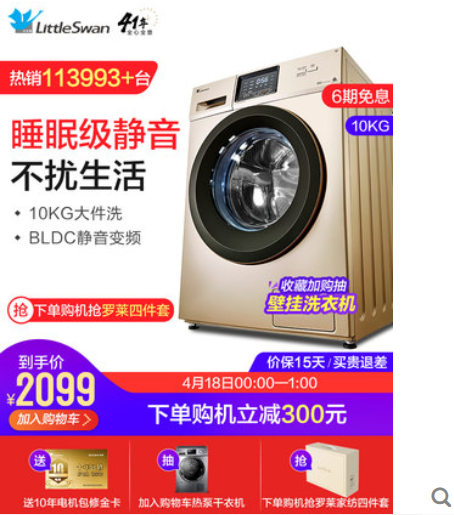 LittleSwan 41年
全心全意
热销113993+台
6期免息
10KG
睡眠级静音
不扰生活
• 10KG大件洗
• BLDC静音变频
收藏加购抽
壁挂洗衣机
抢 下单购机抢罗莱四件套
到手价
¥2099
加入购物车
价保15天/买贵退差
4月18日00:00—1:00
下单购机立减300元
送 抽 抢
送10年电机包修金卡 加入购物车抽热泵干衣机 下单购机抢罗莱家纺四件套